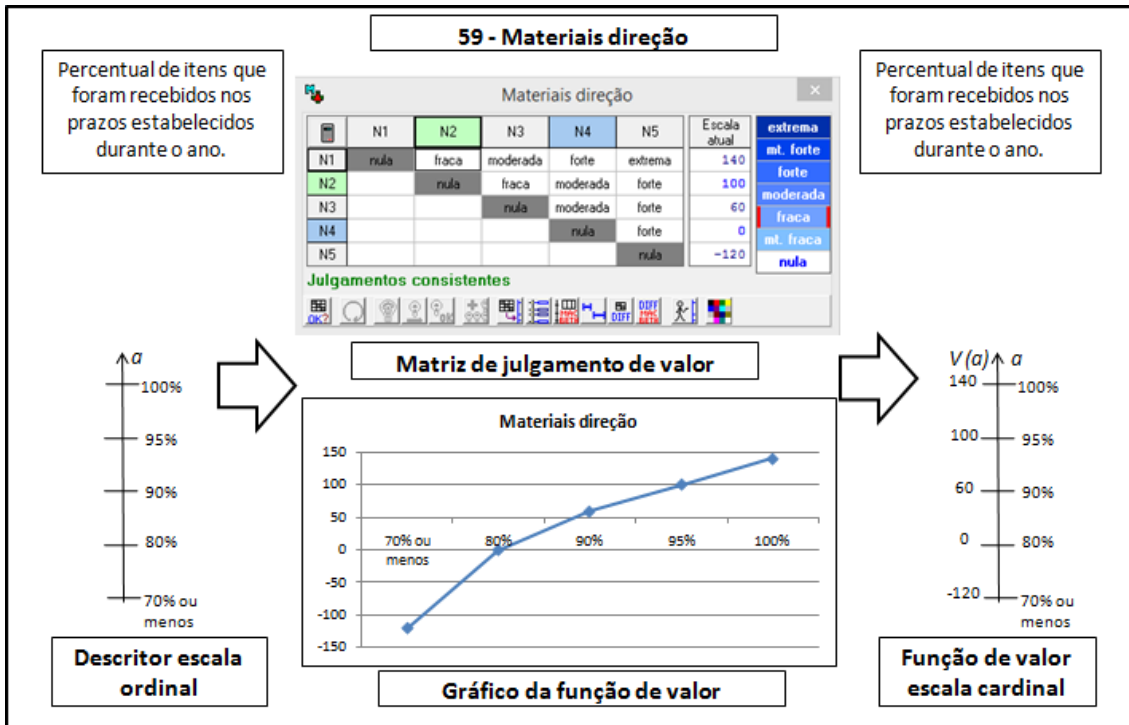 59 - Materiais direção
Percentual de itens que
foram recebidos nos
prazos estabelecidos
durante o ano.
Materiais direção
N1 N2 N3 N4 N5 Escala atual
N1 nula fraca moderada forte extrema 140
N2 nula fraca moderada forte 100
N3 nula moderada forte 60
N4 nula forte 0
N5 nula -120
extrema
mt. forte
forte
moderada
fraca
mt. fraca
nula
Julgamentos consistentes
OK?
DIFF
DIFF
Percentual de itens que
foram recebidos nos
prazos estabelecidos
durante o ano.
Matriz de julgamento de valor
a
100%
95%
90%
80%
70% ou
menos
Descritor escala
ordinal
Materiais direção
150
100
50
0
-50
-100
-150
70% ou
menos
80%
90%
95%
100%
Gráfico da função de valor
V(a) a
140 100%
100 95%
60 90%
0 80%
-120 70% ou
menos
Função de valor
escala cardinal